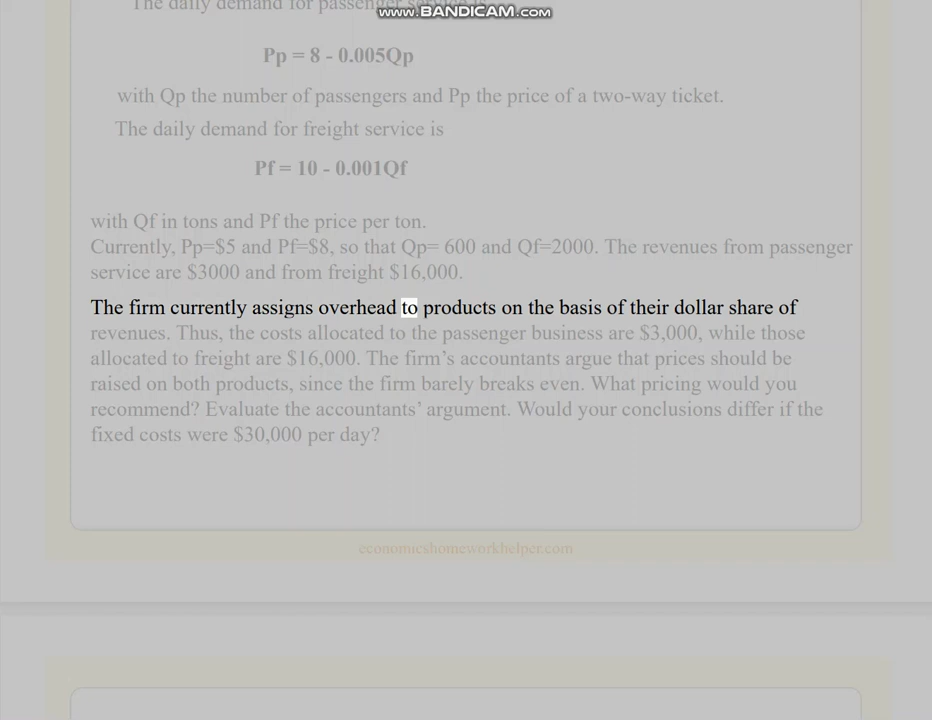 The daily demand for passenger service is
www.BANDICAM.com
Pp = 8 - 0.005Qp
with Qp the number of passengers and Pp the price of a two-way ticket.
The daily demand for freight service is
Pf = 10 - 0.001Qf
with Qf in tons and Pf the price per ton.
Currently, Pp=$5 and Pf=$8, so that Qp= 600 and Qf=2000. The revenues from passenger
service are $3000 and from freight $16,000.
The firm currently assigns overhead to products on the basis of their dollar share of
revenues. Thus, the costs allocated to the passenger business are $3,000, while those
allocated to freight are $16,000. The firm’s accountants argue that prices should be
raised on both products, since the firm barely breaks even. What pricing would you
recommend? Evaluate the accountants’ argument. Would your conclusions differ if the
fixed costs were $30,000 per day?
economicshomeworkhelper.com